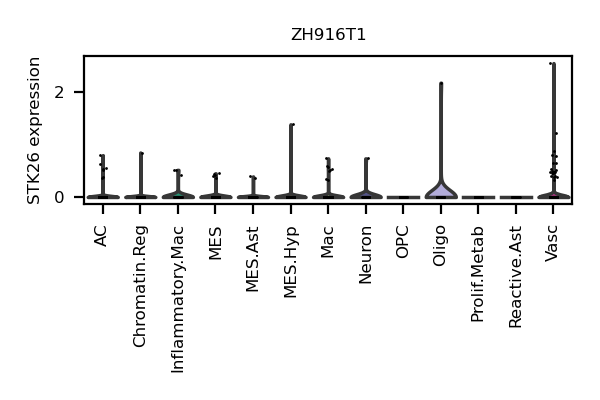 ZH916T1
STK26 expression
2
0
AC
Chromatin.Reg
Inflammatory.Mac
MES
MES.Ast
MES.Hyp
Mac
Neuron
OPC
Oligo
Prolif.Metab
Reactive.Ast
Vasc